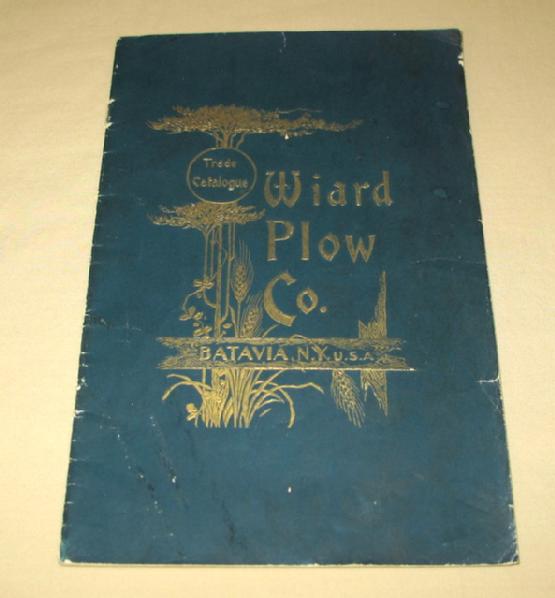 Trade
Catalogue
Wiard
Plow
Co.
BATAVIA, N.Y. U.S.A.